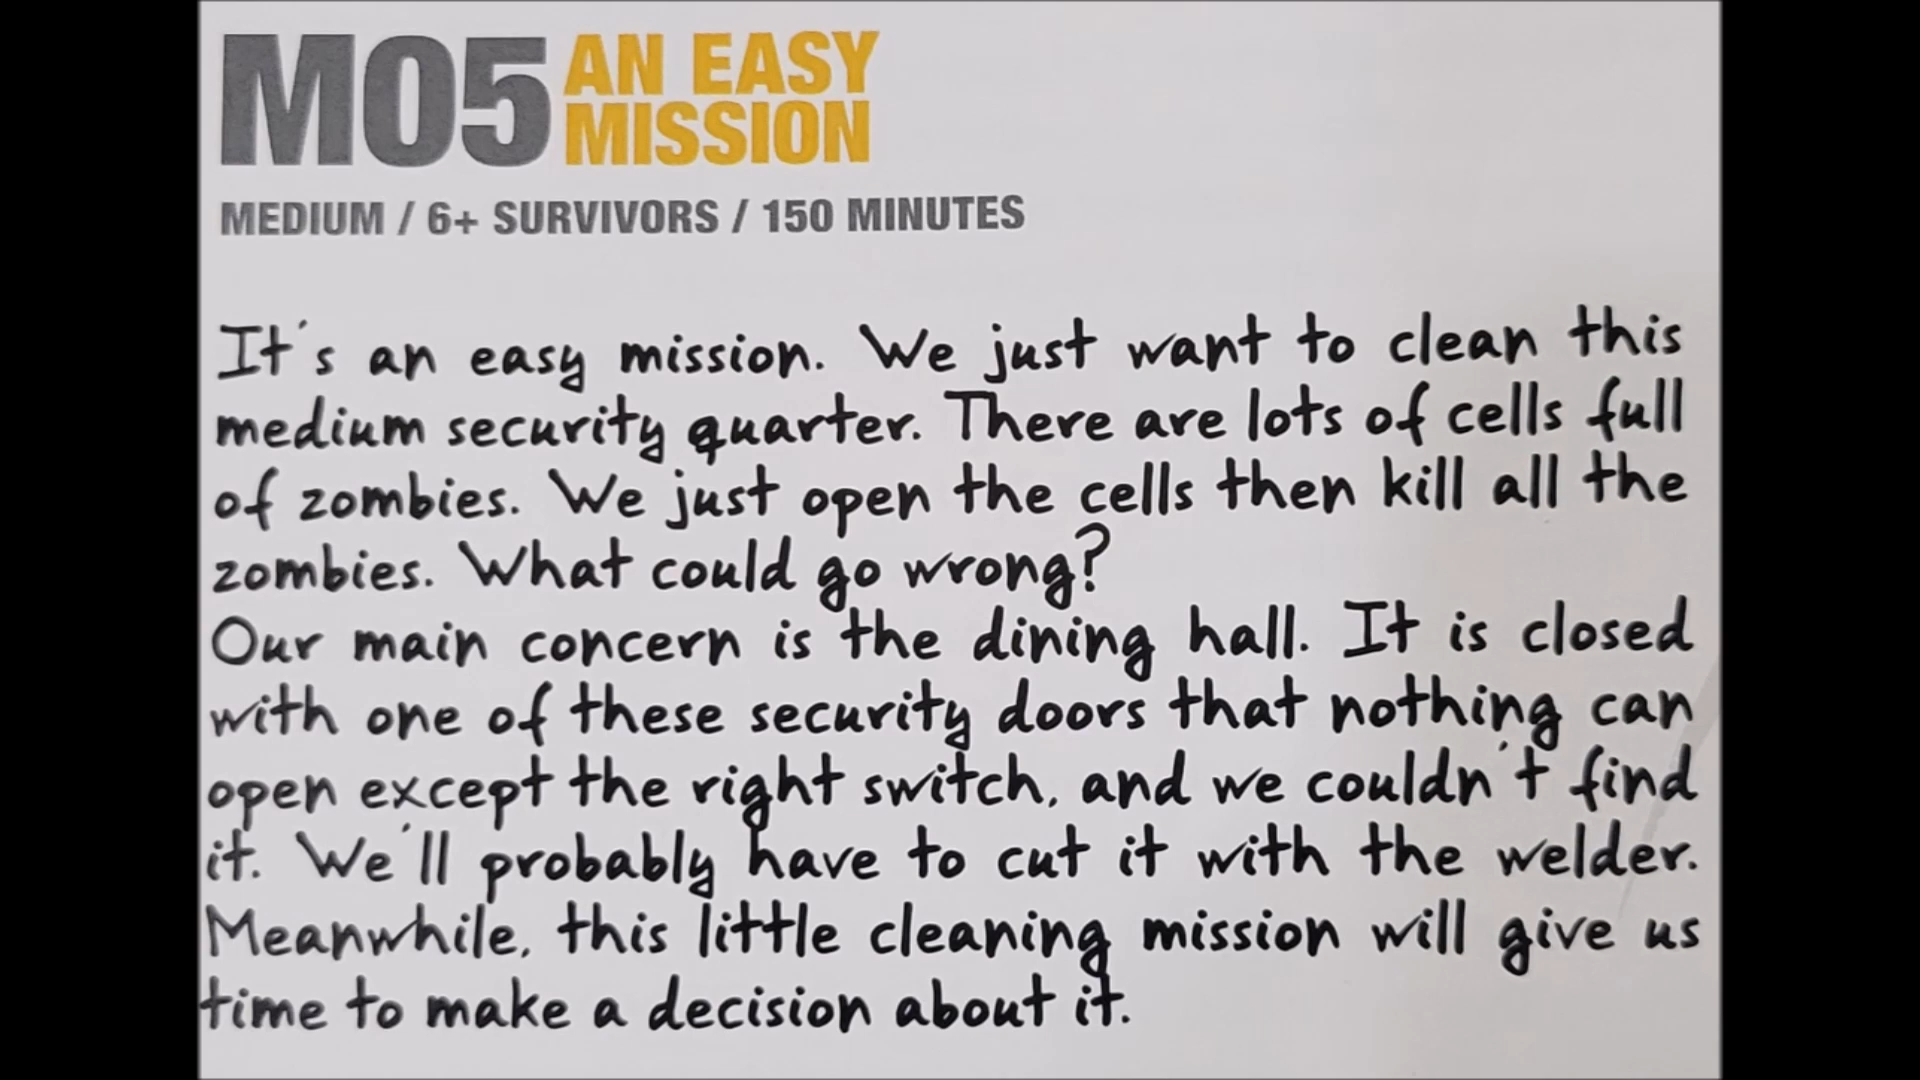 M05 AN EASY
MISSION
MEDIUM / 6+ SURVIVORS / 150 MINUTES
It's an easy mission. We just want to clean this
medium security quarter. There are lots of cells full
of zombies. We just open the cells then kill all the
zombies. What could go wrong?
Our main concern is the dining hall. It is closed
with one of these security doors that nothing can
open except the right switch, and we couldn't find
it. We'll probably have to cut it with the welder.
Meanwhile, this little cleaning mission will give us
time to make a decision about it.